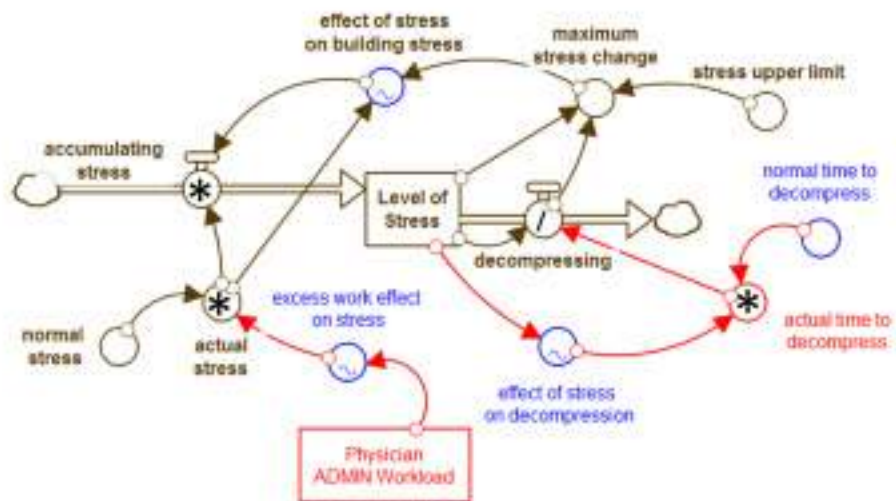 effect of stress
on building stress
maximum
stress change
stress upper limit
accumulating
stress
*
Level of
Stress
/
decompressing
normal time to
decompress
*
actual time to
decompress
normal
stress
*
actual
stress
excess work effect
on stress
effect of stress
on decompression
Physician
ADMIN Workload